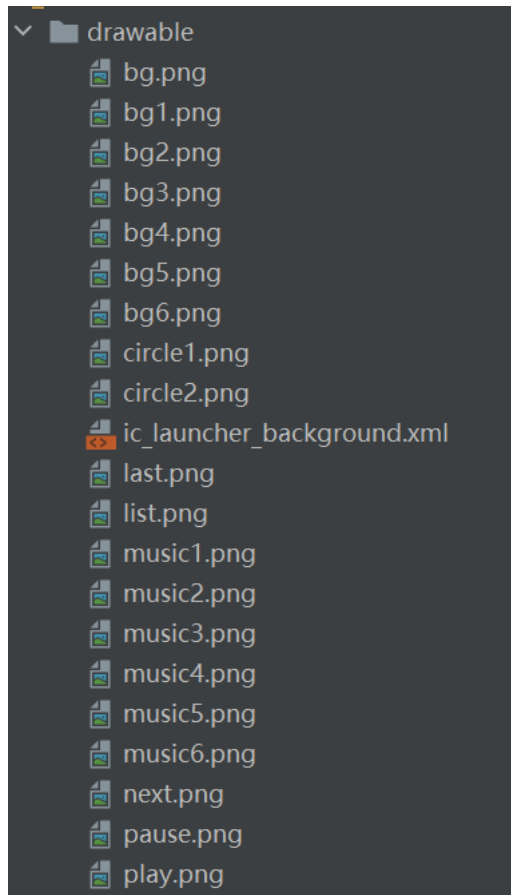 drawable
bg.png
bg1.png
bg2.png
bg3.png
bg4.png
bg5.png
bg6.png
circle1.png
circle2.png
ic_launcher_background.xml
last.png
list.png
music1.png
music2.png
music3.png
music4.png
music5.png
music6.png
next.png
pause.png
play.png